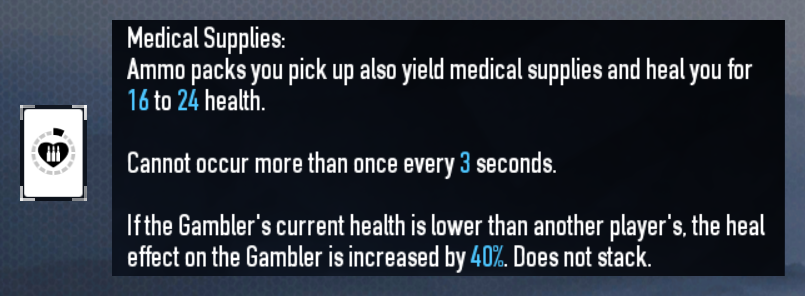 Medical Supplies:
Ammo packs you pick up also yield medical supplies and heal you for
16 to 24 health.
Cannot occur more than once every 3 seconds.
If the Gambler's current health is lower than another player's, the heal
effect on the Gambler is increased by 40%. Does not stack.